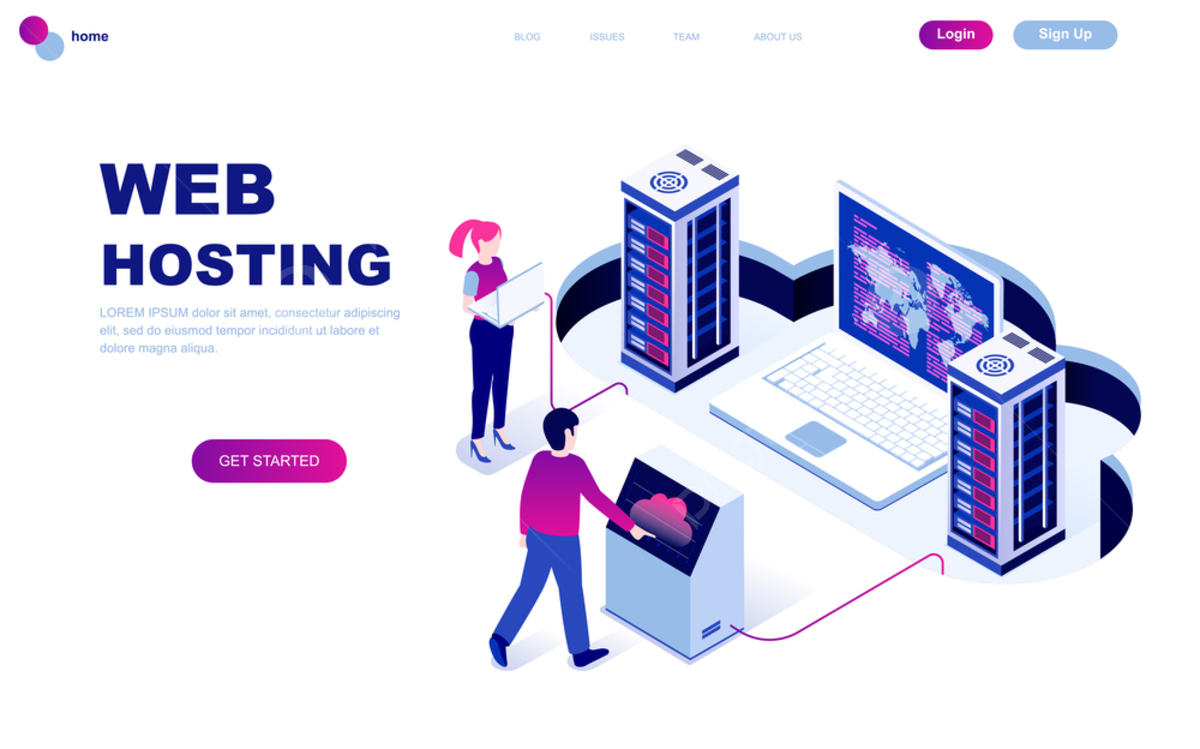 home
BLOG
ISSUES
TEAM
ABOUT US
Login
Sign Up
WEB
HOSTING
LOREM IPSUM dolor sit amet, consectetur adipiscing
elit, sed do eiusmod tempor incididunt ut labore et
dolore magna aliqua.
GET STARTED